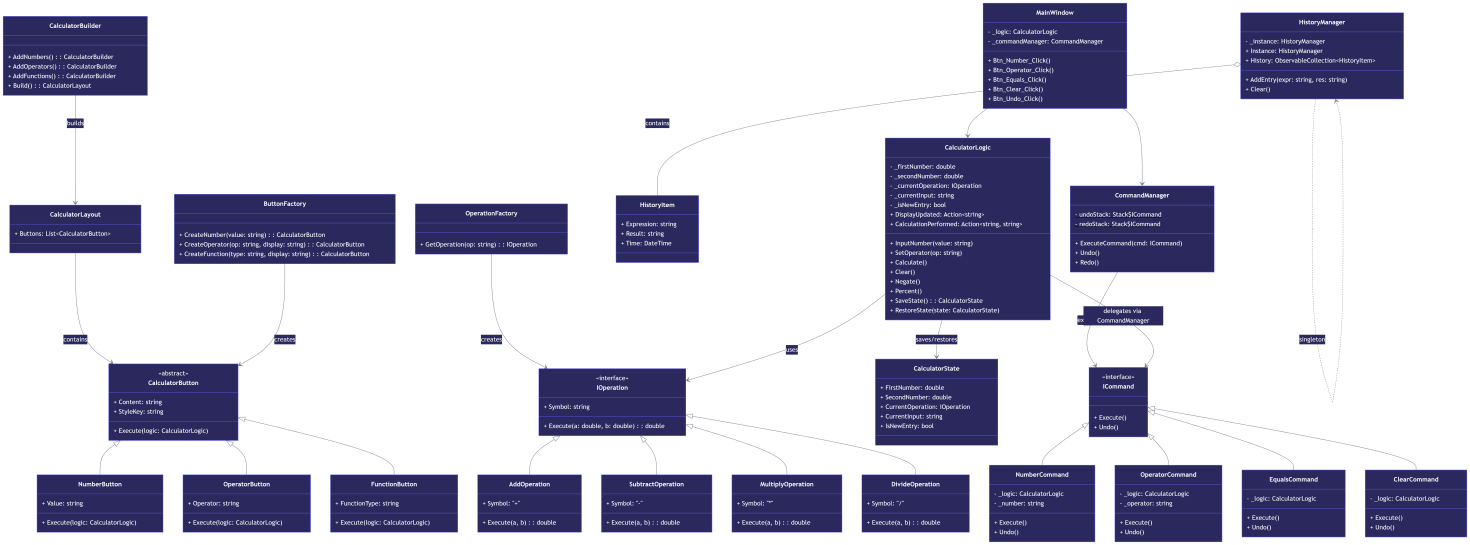 CalculatorBuilder
+ AddNumbers() : : CalculatorBuilder
+ AddOperators() : : CalculatorBuilder
+ AddFunctions() : : CalculatorBuilder
+ Build() : : CalculatorLayout
MainWindow
- _logic: CalculatorLogic
- _commandManager: CommandManager
+ Btn_Number_Click()
+ Btn_Operator_Click()
+ Btn_Equals_Click()
+ Btn_Clear_Click()
+ Btn_Undo_Click()
HistoryManager
- _instance: HistoryManager
+ Instance: HistoryManager
+ History: ObservableCollection<HistoryItem>
+ AddEntry(expr: string, res: string)
+ Clear()
builds
contains
CalculatorLogic
- _firstNumber: double
- _secondNumber: double
- _currentOperation: IOperation
- _currentInput: string
- _isNewEntry: bool
+ DisplayUpdated: Action<string>
+ CalculationPerformed: Action<string, string>
+ InputNumber(value: string)
+ SetOperator(op: string)
+ Calculate()
+ Clear()
+ Negate()
+ Percent()
+ SaveState() : : CalculatorState
+ RestoreState(state: CalculatorState)
CalculatorLayout
+ Buttons: List<CalculatorButton>
ButtonFactory
+ CreateNumber(value: string) : : CalculatorButton
+ CreateOperator(op: string, display: string) : : CalculatorButton
+ CreateFunction(type: string, display: string) : : CalculatorButton
OperationFactory
+ GetOperation(op: string) : : IOperation
HistoryItem
+ Expression: string
+ Result: string
+ Time: DateTime
CommandManager
- undoStack: Stack$ICommand
- redoStack: Stack$ICommand
+ ExecuteCommand(cmd: ICommand)
+ Undo()
+ Redo()
contains
creates
creates
uses
saves/restores
delegates via
CommandManager
singleton
«abstract»
CalculatorButton
+ Content: string
+ StyleKey: string
+ Execute(logic: CalculatorLogic)
«interface»
IOperation
+ Symbol: string
+ Execute(a: double, b: double) : : double
CalculatorState
+ FirstNumber: double
+ SecondNumber: double
+ CurrentOperation: IOperation
+ CurrentInput: string
+ IsNewEntry: bool
«interface»
ICommand
+ Execute()
+ Undo()
NumberButton
+ Value: string
+ Execute(logic: CalculatorLogic)
OperatorButton
+ Operator: string
+ Execute(logic: CalculatorLogic)
FunctionButton
+ FunctionType: string
+ Execute(logic: CalculatorLogic)
AddOperation
+ Symbol: "+"
+ Execute(a, b) : : double
SubtractOperation
+ Symbol: "-"
+ Execute(a, b) : : double
MultiplyOperation
+ Symbol: "*"
+ Execute(a, b) : : double
DivideOperation
+ Symbol: "/"
+ Execute(a, b) : : double
NumberCommand
- _logic: CalculatorLogic
- _number: string
+ Execute()
+ Undo()
OperatorCommand
- _logic: CalculatorLogic
- _operator: string
+ Execute()
+ Undo()
EqualsCommand
- _logic: CalculatorLogic
+ Execute()
+ Undo()
ClearCommand
- _logic: CalculatorLogic
+ Execute()
+ Undo()